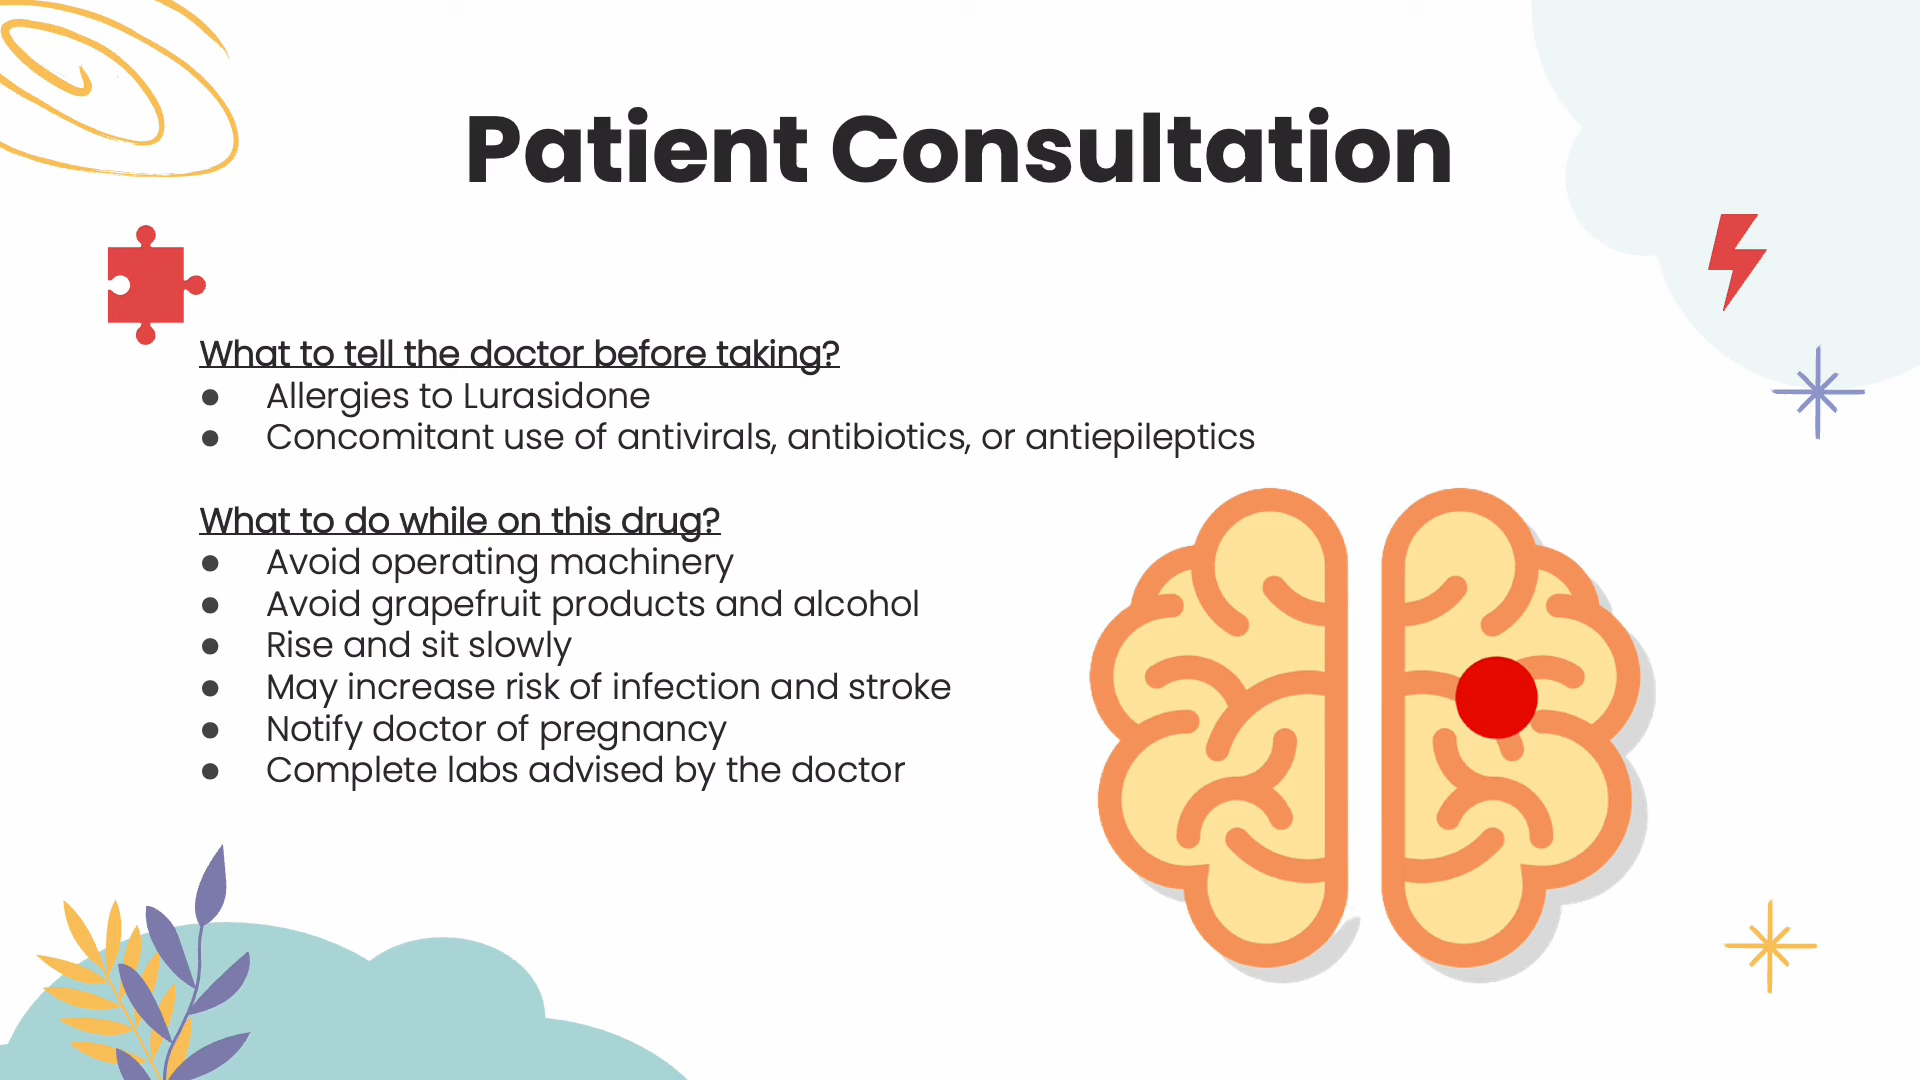 Patient Consultation
What to tell the doctor before taking?
● Allergies to Lurasidone
● Concomitant use of antivirals, antibiotics, or antiepileptics
What to do while on this drug?
● Avoid operating machinery
● Avoid grapefruit products and alcohol
● Rise and sit slowly
● May increase risk of infection and stroke
● Notify doctor of pregnancy
● Complete labs advised by the doctor